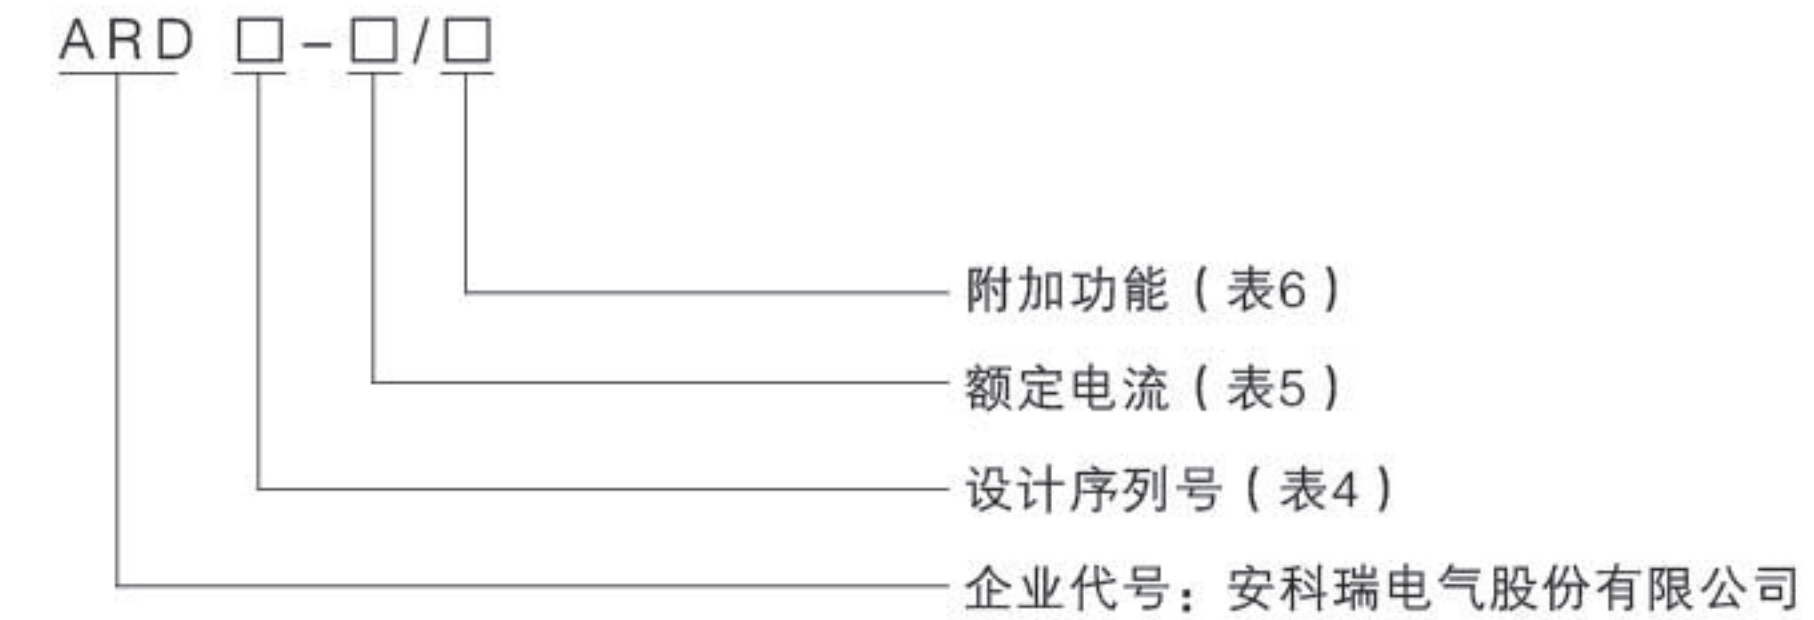 ARD □-□/□
附加功能（表6）
额定电流（表5）
设计序列号（表4）
企业代号：安科瑞电气股份有限公司